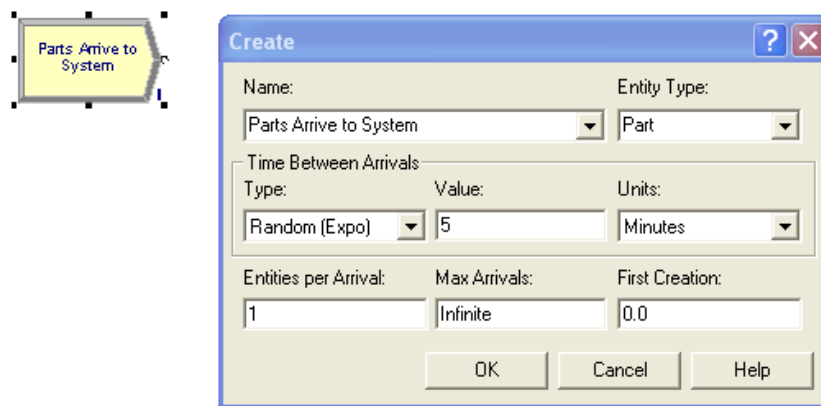 Parts Arrive to
System
Create
Name:
Entity Type:
Parts Arrive to System
Part
Time Between Arrivals
Type:
Value:
Units:
Random (Expo)
5
Minutes
Entities per Arrival:
Max Arrivals:
First Creation:
1
Infinite
0.0
OK
Cancel
Help